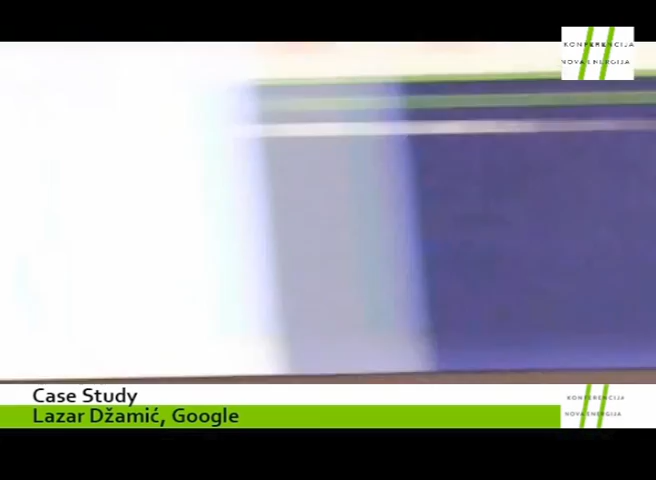 KONFERENCIJA
NOVA ENERGIJA
Case Study
Lazar Džamić, Google
KONFERENCIJA
NOVA ENERGIJA